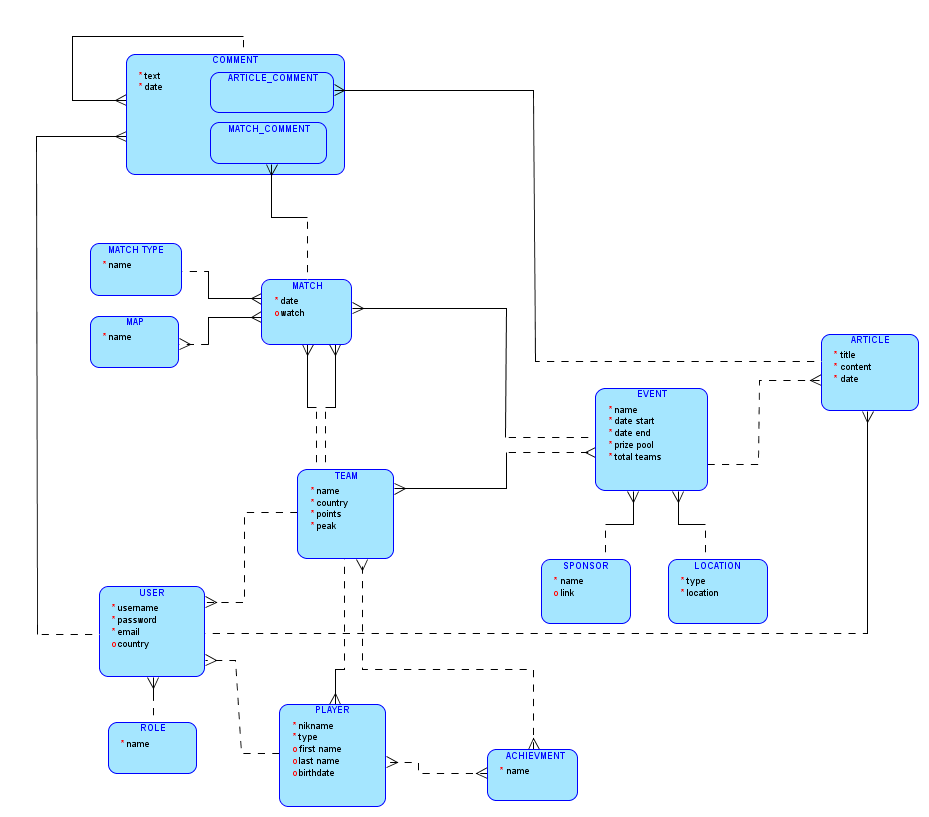 COMMENT
* text
* date
ARTICLE_COMMENT
MATCH_COMMENT
MATCH TYPE
* name
MAP
* name
MATCH
* date
o watch
ARTICLE
* title
* content
* date
EVENT
* name
* date start
* date end
* prize pool
* total teams
TEAM
* name
* country
* points
* peak
SPONSOR
* name
o link
LOCATION
* type
* location
USER
* username
* password
* email
o country
ROLE
* name
PLAYER
* nikname
* type
o first name
o last name
o birthdate
ACHIEVMENT
* name